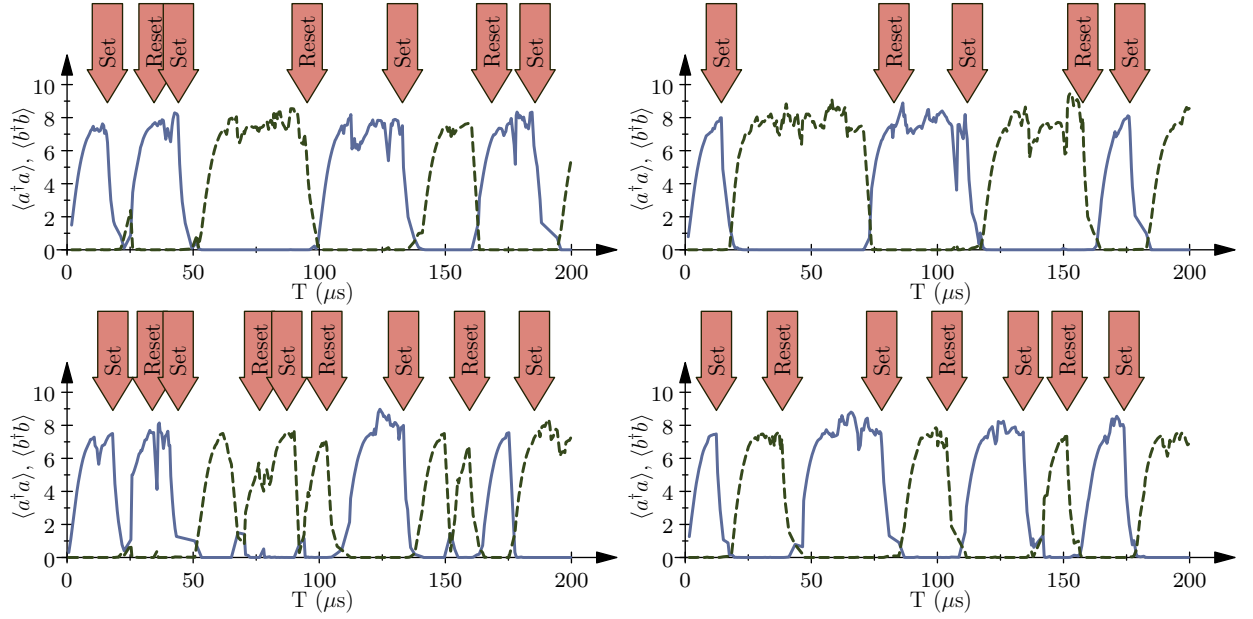 Set Reset Set Reset Set Reset Set
Set Reset Set Reset Set
⟨a†a⟩, ⟨b†b⟩
10
8
6
4
2
0
0 50 100 150 200
T (μs)
⟨a†a⟩, ⟨b†b⟩
10
8
6
4
2
0
0 50 100 150 200
T (μs)
Set Reset Set Reset Set Reset Set Reset Set
Set Reset Set Reset Set Reset Set
⟨a†a⟩, ⟨b†b⟩
10
8
6
4
2
0
0 50 100 150 200
T (μs)
⟨a†a⟩, ⟨b†b⟩
10
8
6
4
2
0
0 50 100 150 200
T (μs)